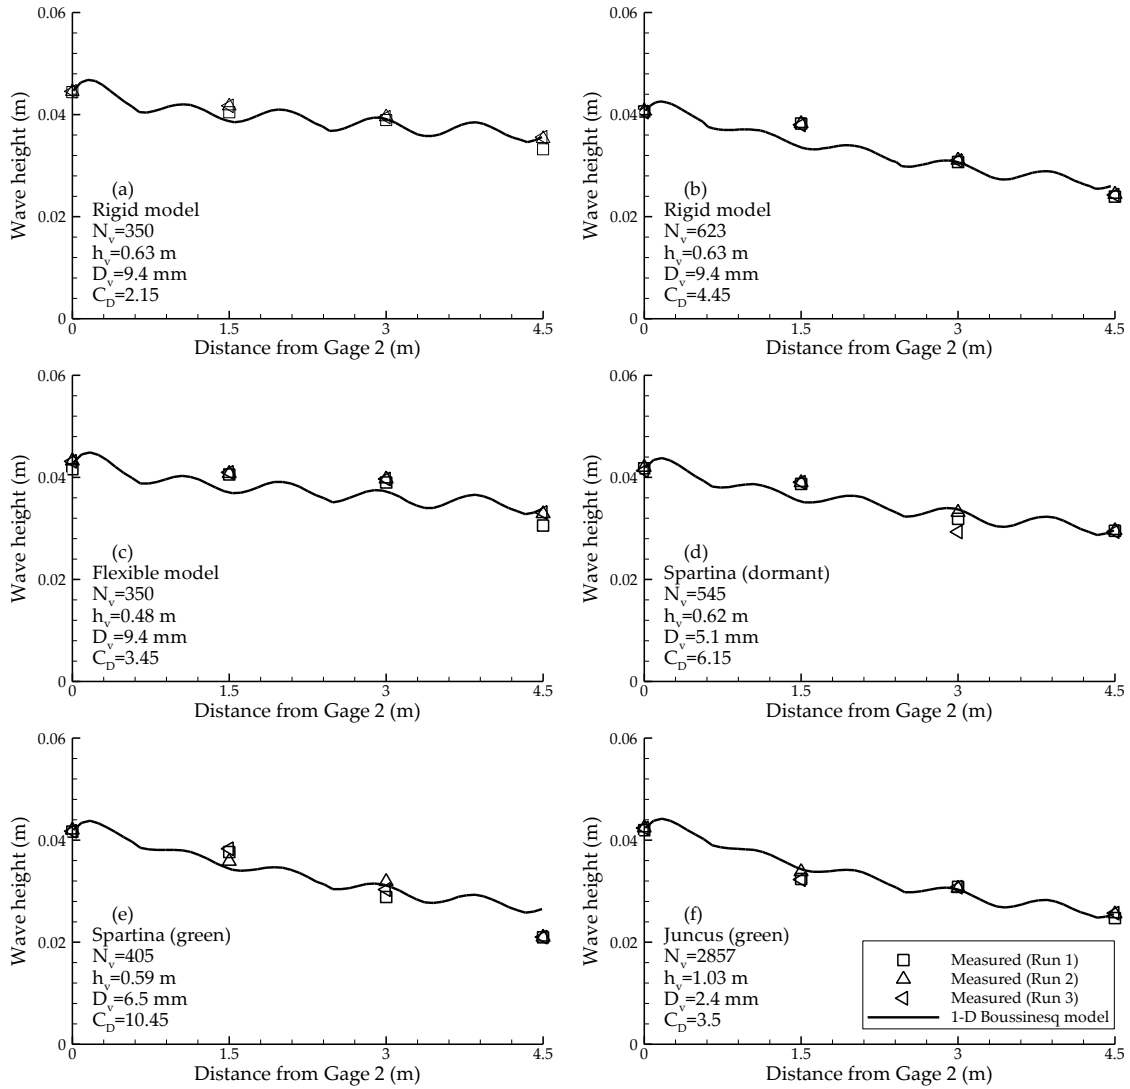 0.06
0.04
0.02
0
Wave height (m)
(a)
Rigid model
Nv=350
hv=0.63 m
Dv=9.4 mm
CD=2.15
0
1.5
3
4.5
Distance from Gage 2 (m)
0.06
0.04
0.02
0
Wave height (m)
(b)
Rigid model
Nv=623
hv=0.63 m
Dv=9.4 mm
CD=4.45
0
1.5
3
4.5
Distance from Gage 2 (m)
0.06
0.04
0.02
0
Wave height (m)
(c)
Flexible model
Nv=350
hv=0.48 m
Dv=9.4 mm
CD=3.45
0
1.5
3
4.5
Distance from Gage 2 (m)
0.06
0.04
0.02
0
Wave height (m)
(d)
Spartina (dormant)
Nv=545
hv=0.62 m
Dv=5.1 mm
CD=6.15
0
1.5
3
4.5
Distance from Gage 2 (m)
0.06
0.04
0.02
0
Wave height (m)
(e)
Spartina (green)
Nv=405
hv=0.59 m
Dv=6.5 mm
CD=10.45
0
1.5
3
4.5
Distance from Gage 2 (m)
0.06
0.04
0.02
0
Wave height (m)
(f)
Juncus (green)
Nv=2857
hv=1.03 m
Dv=2.4 mm
CD=3.5
Measured (Run 1)
Measured (Run 2)
Measured (Run 3)
1-D Boussinesq model
0
1.5
3
4.5
Distance from Gage 2 (m)